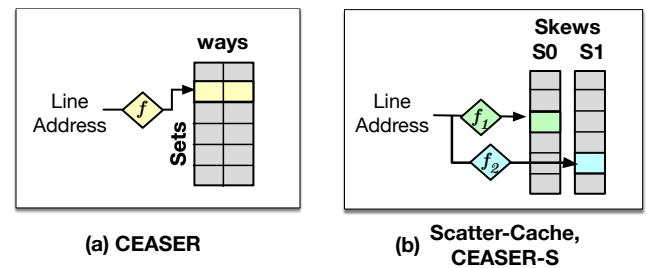 ways
Line
Address
f
Sets
(a) CEASER
Skews
S0 S1
Line
Address
f1
f2
(b) Scatter-Cache,
CEASER-S